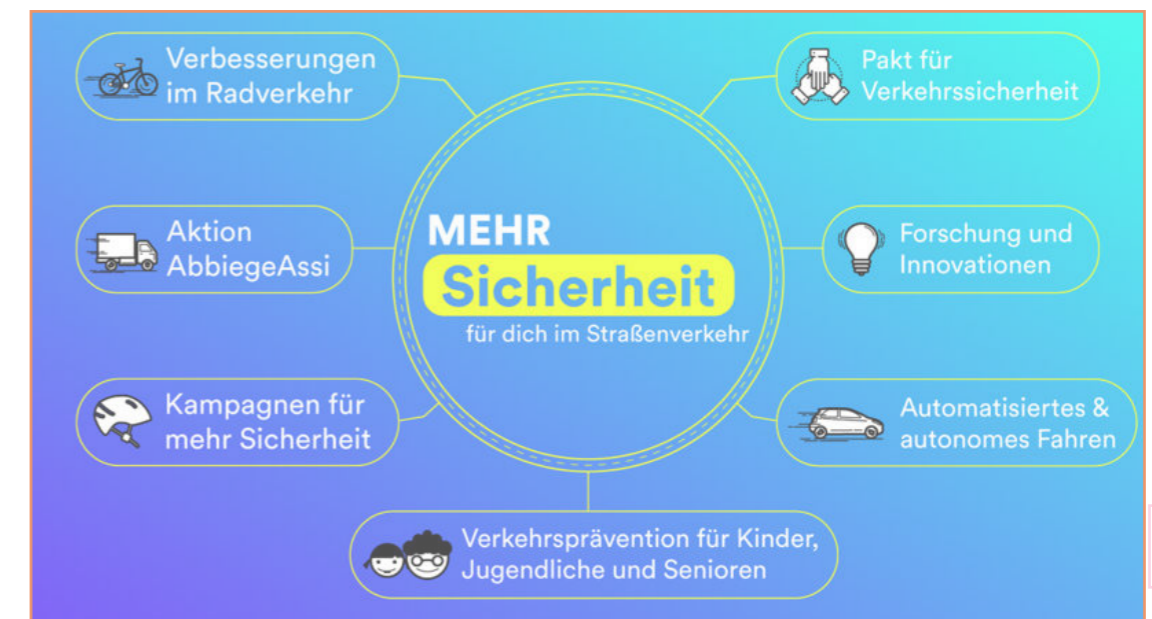 Verbesserungen
im Radverkehr
Pakt für
Verkehrssicherheit
Aktion
AbbiegeAssi
MEHR
Sicherheit
für dich im Straßenverkehr
Forschung und
Innovationen
Kampagnen für
mehr Sicherheit
Automatisiertes &
autonomes Fahren
Verkehrsprävention für Kinder,
Jugendliche und Senioren